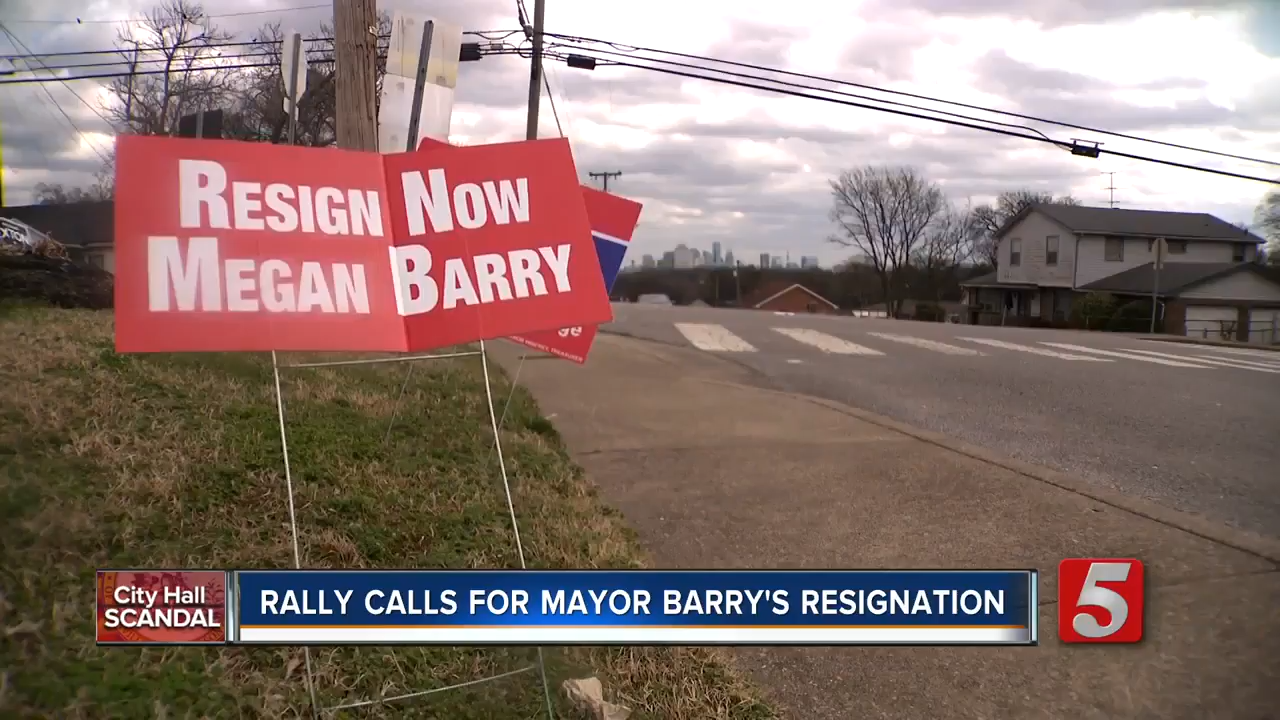 RESIGN NOW
MEGAN BARRY
City Hall
SCANDAL
RALLY CALLS FOR MAYOR BARRY'S RESIGNATION
5